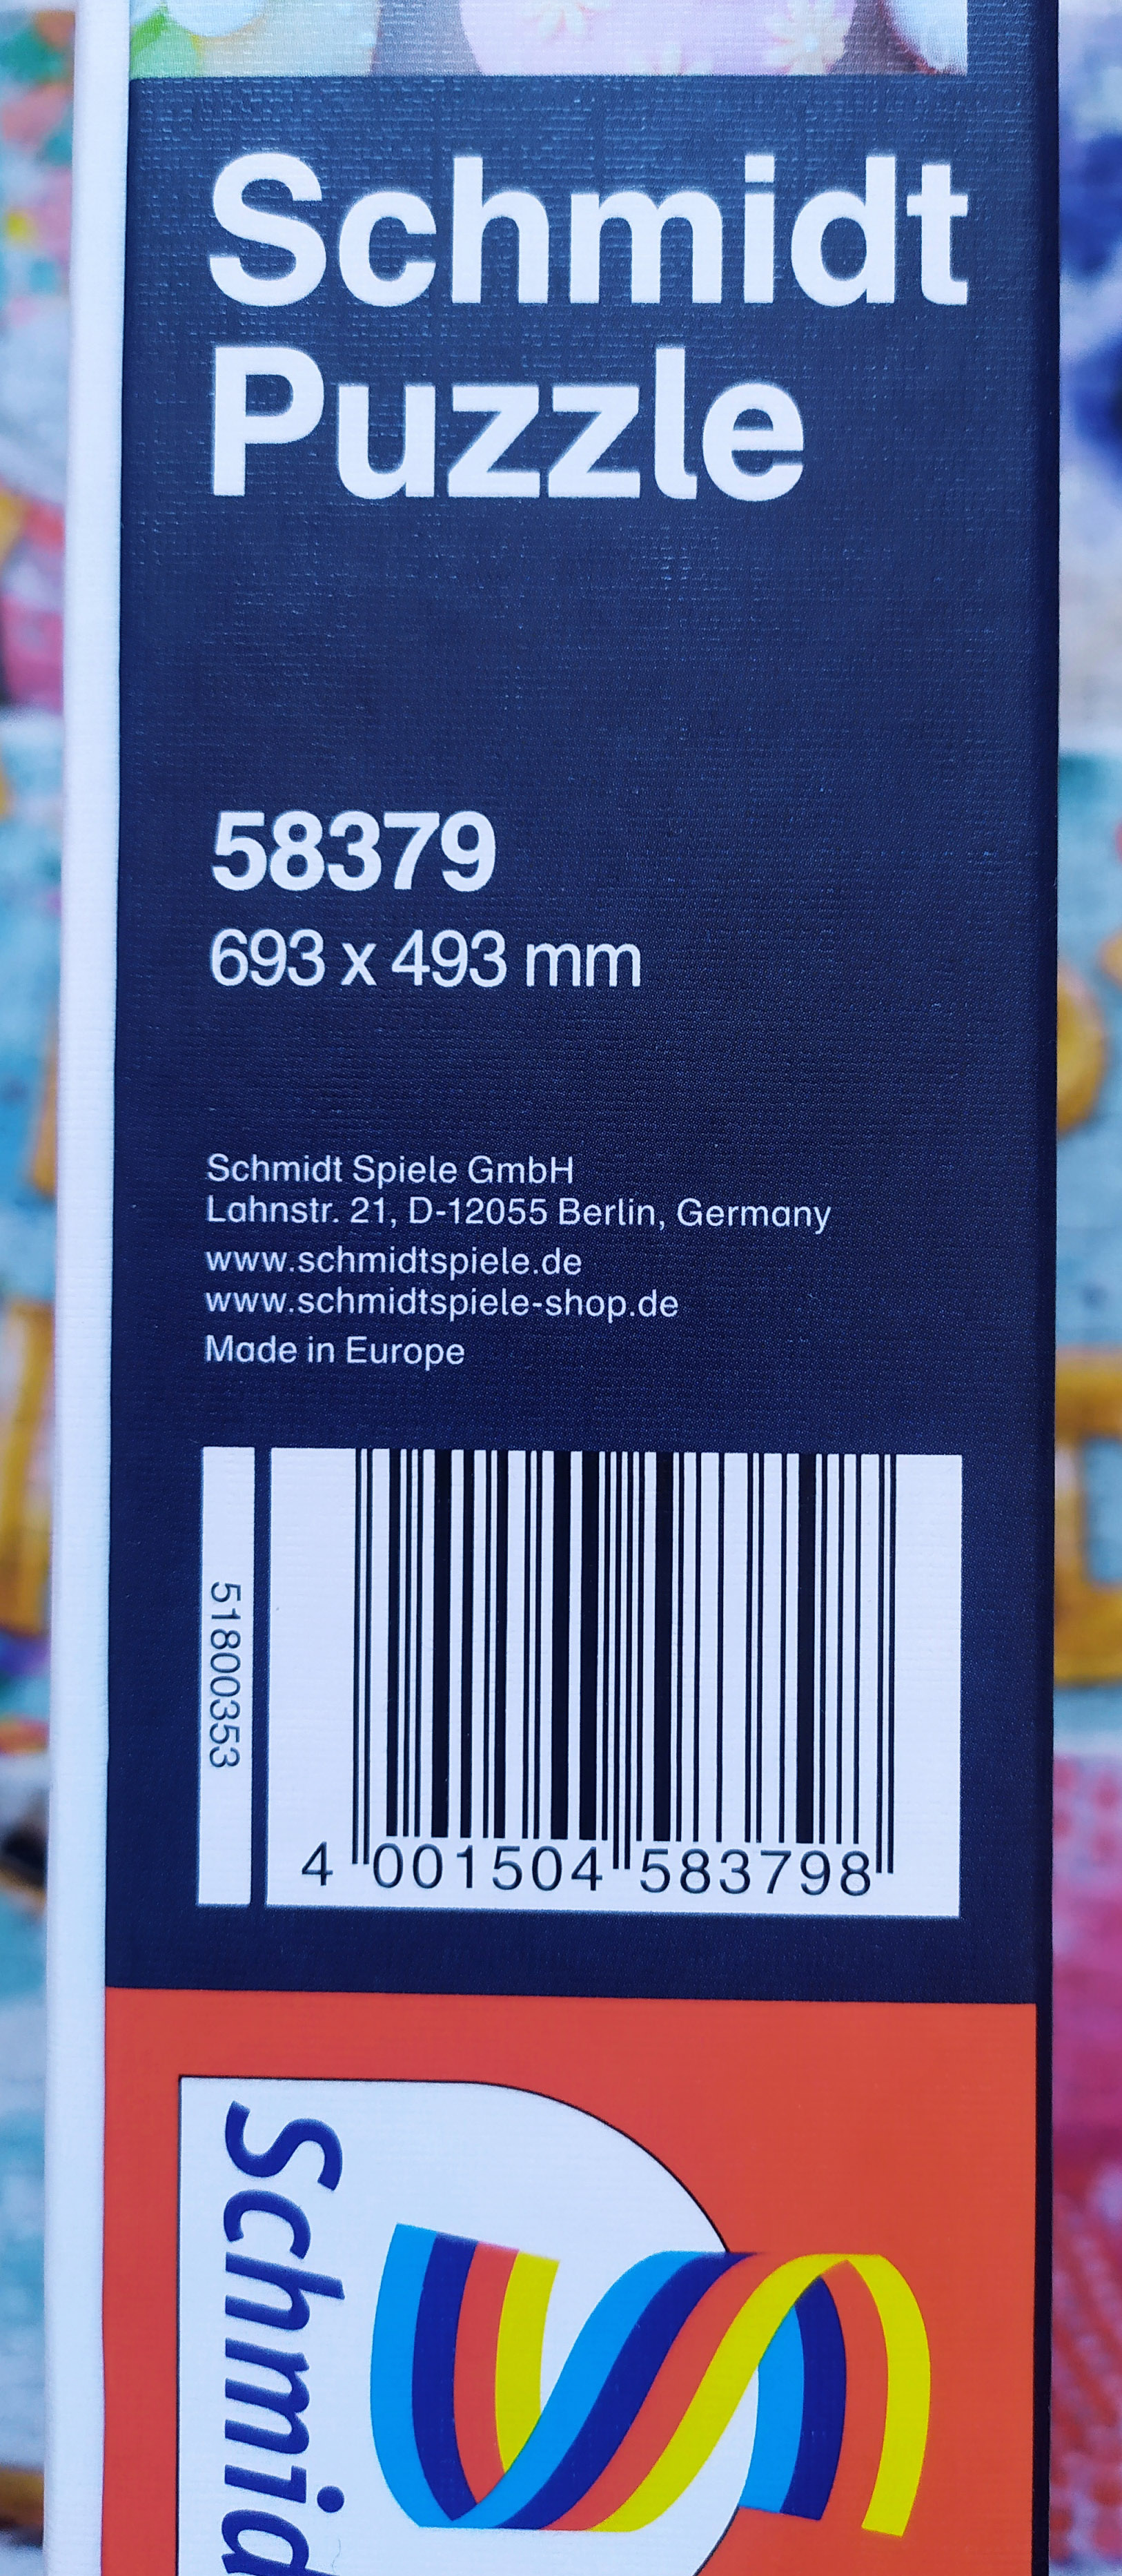 Schmidt
Puzzle
58379
693 x 493 mm
Schmidt Spiele GmbH
Lahnstr. 21, D-12055 Berlin, Germany
www.schmidtspiele.de
www.schmidtspiele-shop.de
Made in Europe
51800353
4 001504 583798
Schmid